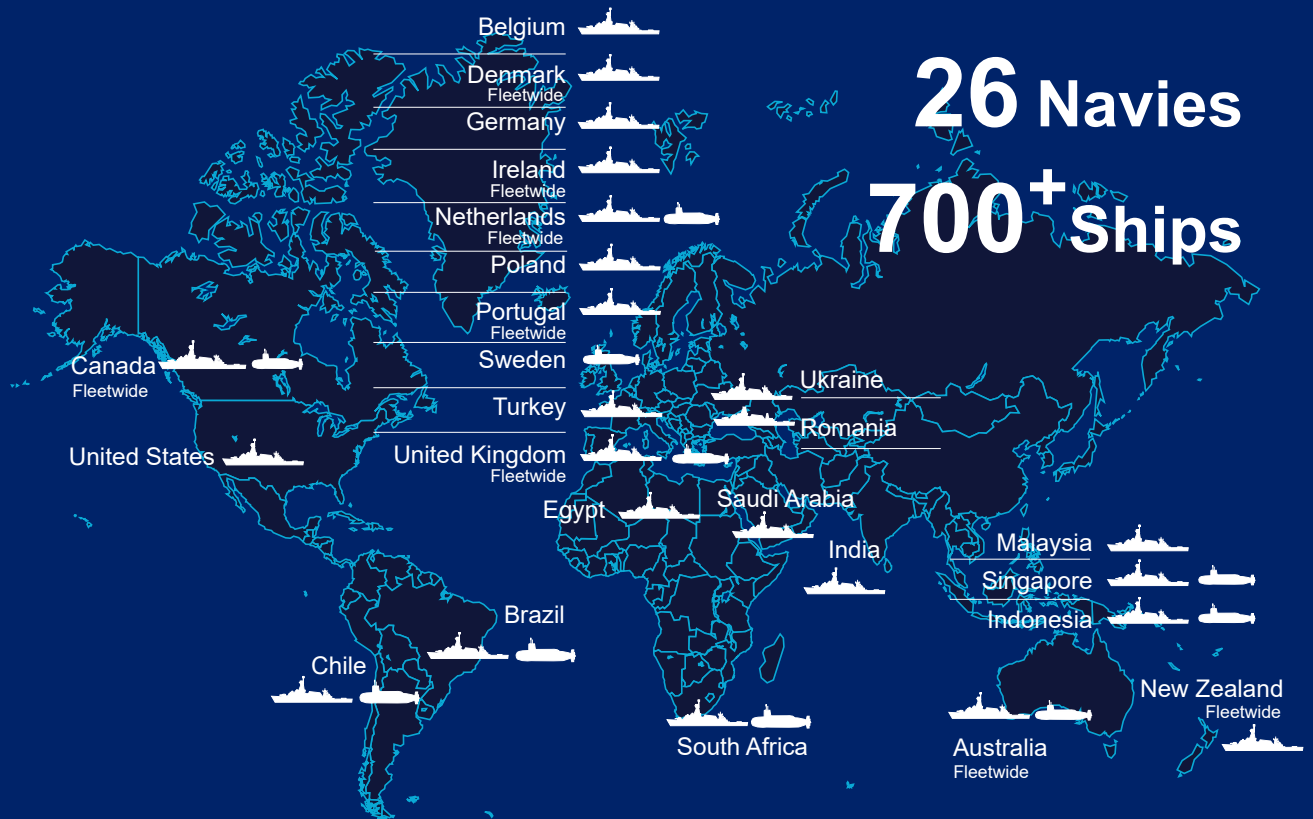 26 Navies
700+ Ships
Belgium
Denmark
Fleetwide
Germany
Ireland
Fleetwide
Netherlands
Fleetwide
Poland
Portugal
Fleetwide
Sweden
Turkey
United Kingdom
Fleetwide
Canada
Fleetwide
United States
Ukraine
Romania
Egypt
Saudi Arabia
India
Malaysia
Singapore
Indonesia
Brazil
Chile
South Africa
Australia
Fleetwide
New Zealand
Fleetwide